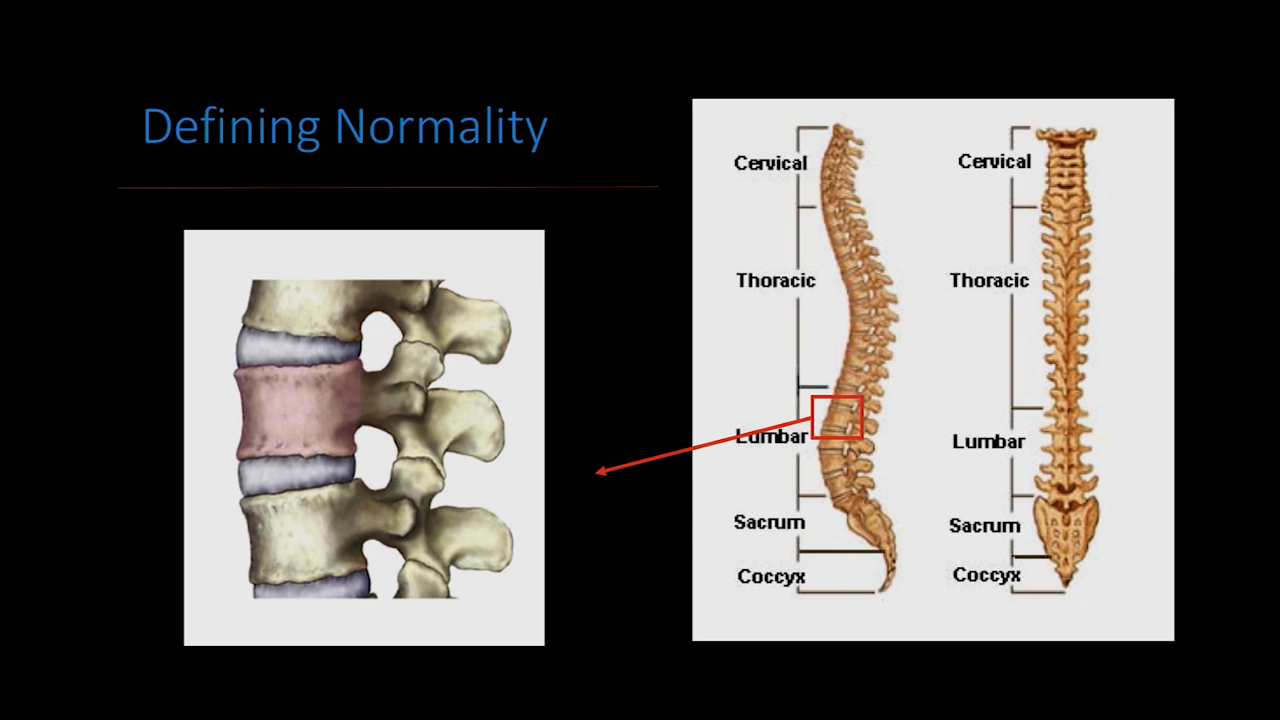 Defining Normality
Cervical
Thoracic
Lumbar
Sacrum
Coccyx
Cervical
Thoracic
Lumbar
Sacrum
Coccyx